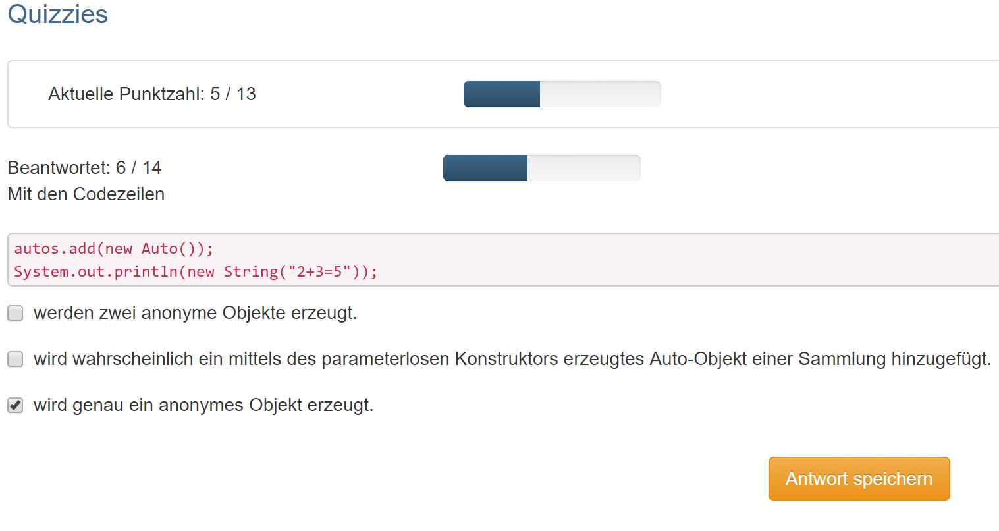 Quizzies
Aktuelle Punktzahl: 5 / 13
Beantwortet: 6 / 14
Mit den Codezeilen
autos.add(new Auto());
System.out.println(new String("2+3=5"));
werden zwei anonyme Objekte erzeugt.
wird wahrscheinlich ein mittels des parameterlosen Konstruktors erzeugtes Auto-Objekt einer Sammlung hinzugefügt.
wird genau ein anonymes Objekt erzeugt.
Antwort speichern